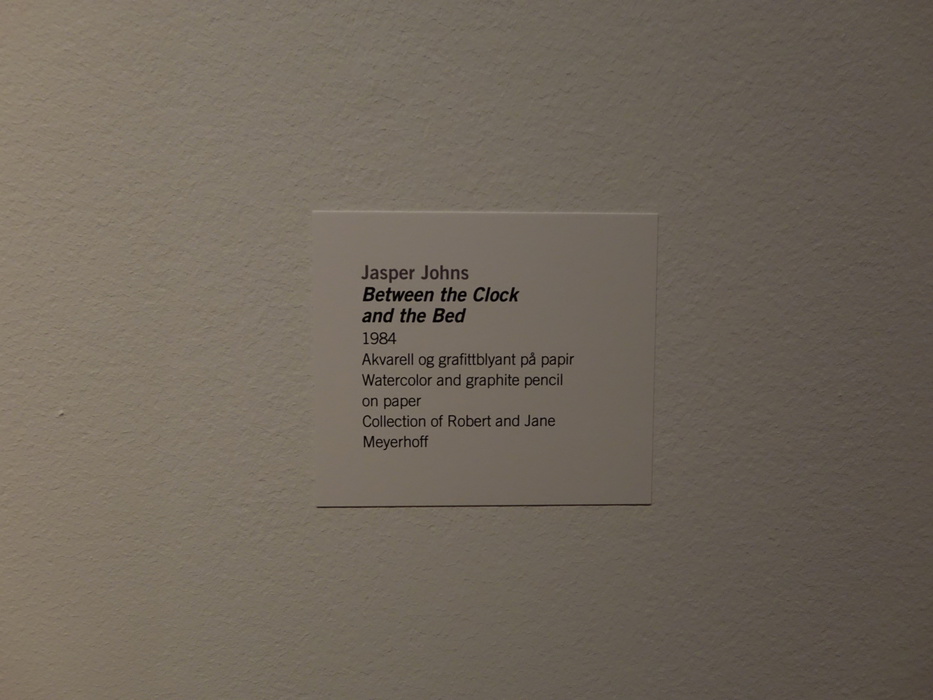 Jasper Johns
Between the Clock
and the Bed
1984
Akvarell og grafittblyant på papir
Watercolor and graphite pencil
on paper
Collection of Robert and Jane
Meyerhoff